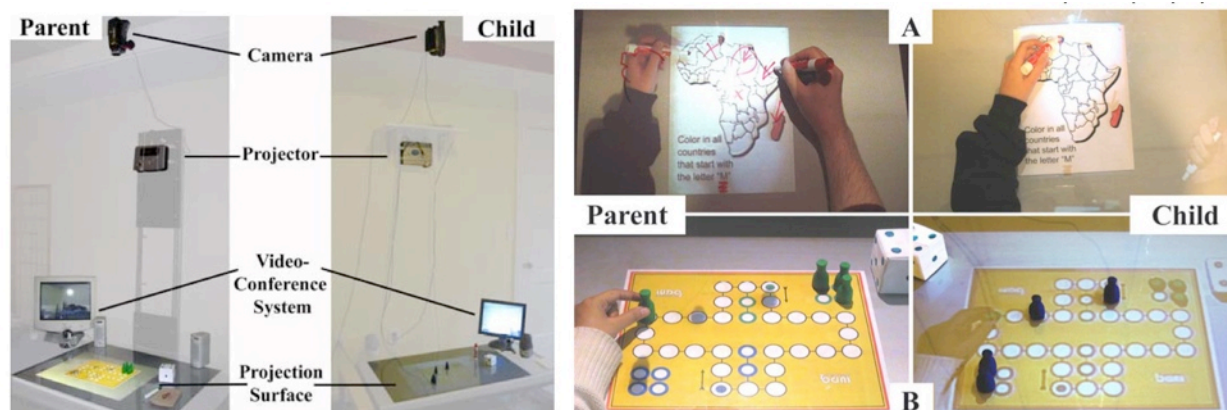 Parent
Child
Camera
Projector
Video-
Conference
System
Projection
Surface
A
Color in all
countries
that start with
the letter "M"
Color in all
countries
that start with
the letter "M"
Parent
Child
B